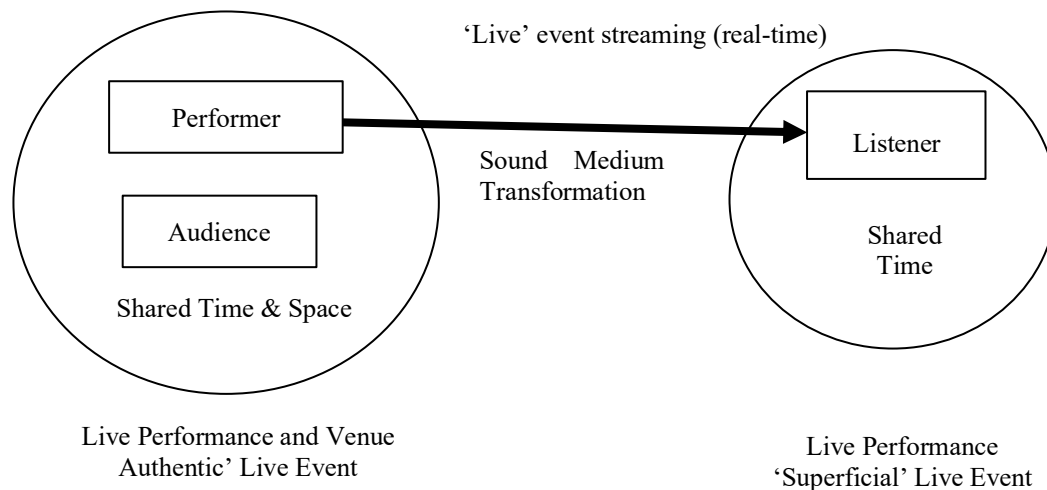 ‘Live’ event streaming (real-time)
Performer
Listener
Sound Medium
Transformation
Audience
Shared
Time
Shared Time & Space
Live Performance and Venue
Authentic’ Live Event
Live Performance
‘Superficial’ Live Event